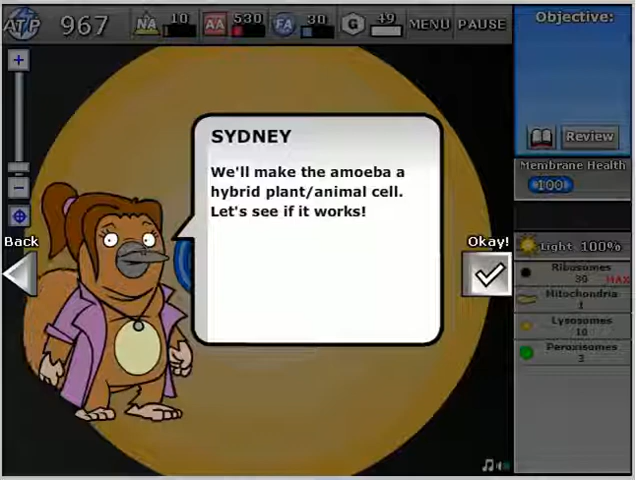 ATP 967 NA 10 AA 530 FA 30 G 49 MENU PAUSE
Objective:
Review
Membrane Health
100
Light 100%
Ribosomes
30 MAX
Mitochondria
1
Lysosomes
10
Peroxisomes
3
SYDNEY
We'll make the amoeba a
hybrid plant/animal cell.
Let's see if it works!
Back
Okay!